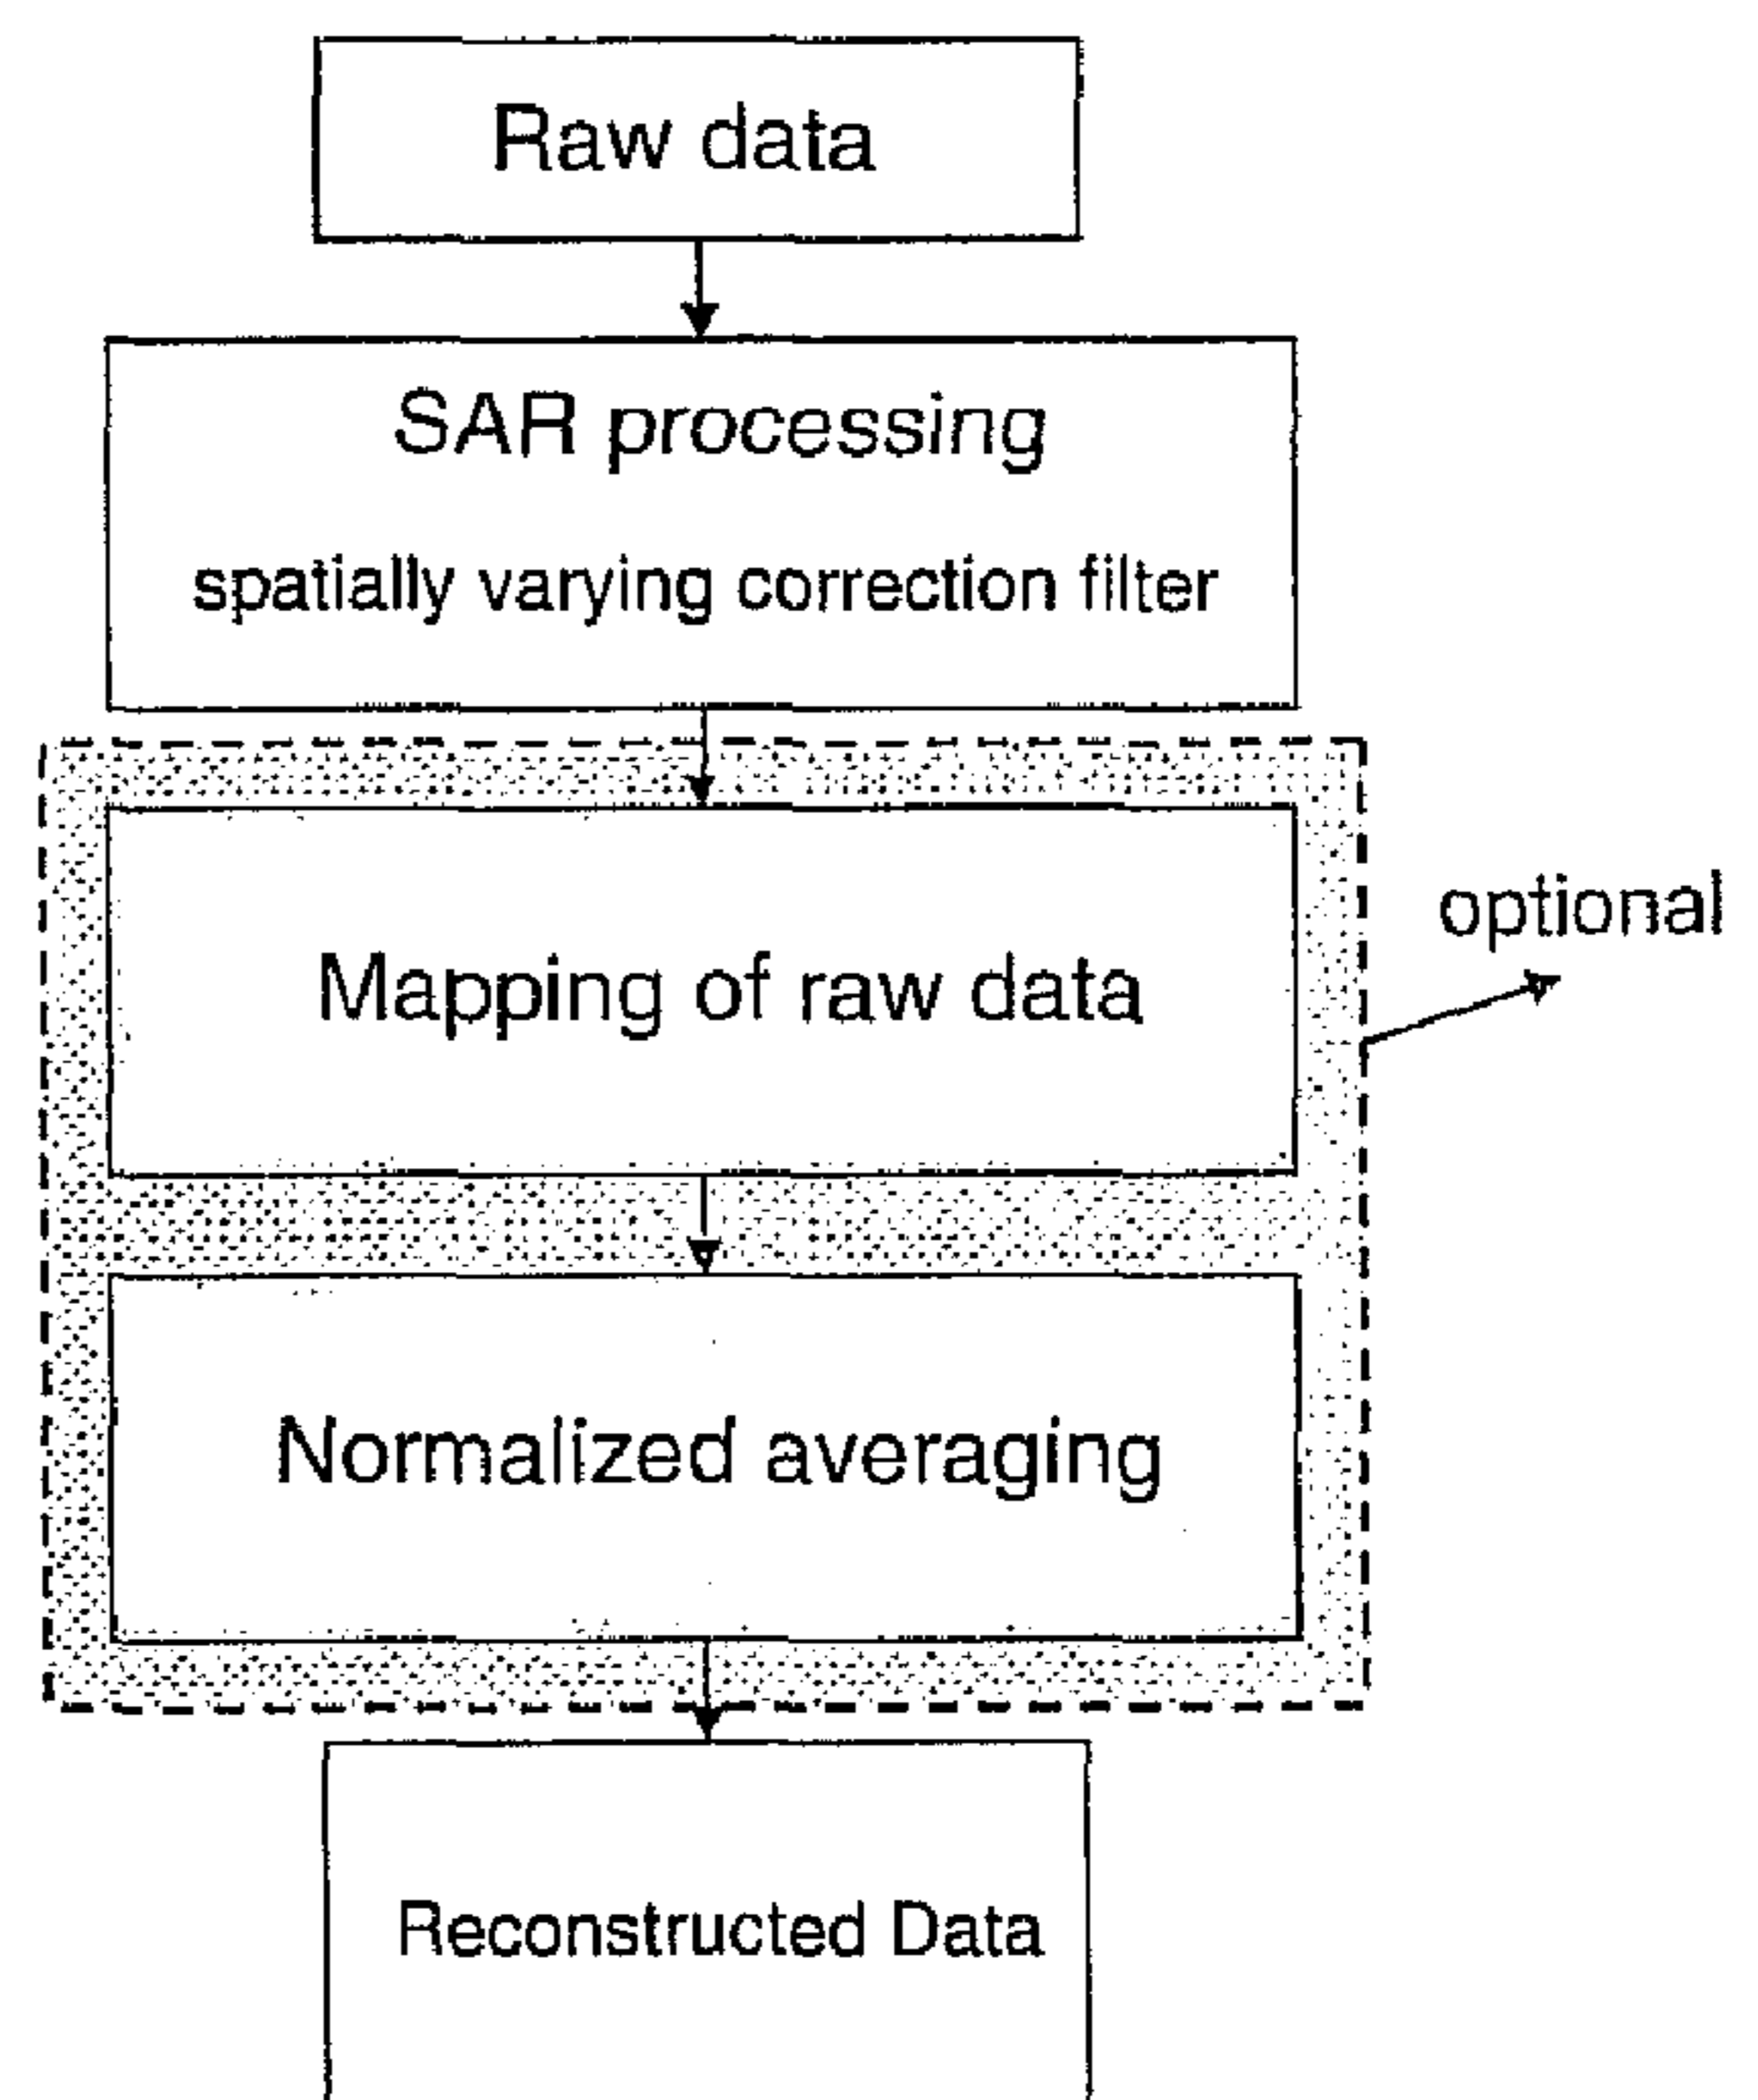 Raw data
SAR processing
spatially varying correction filter
Mapping of raw data
optional
Normalized averaging
Reconstructed Data